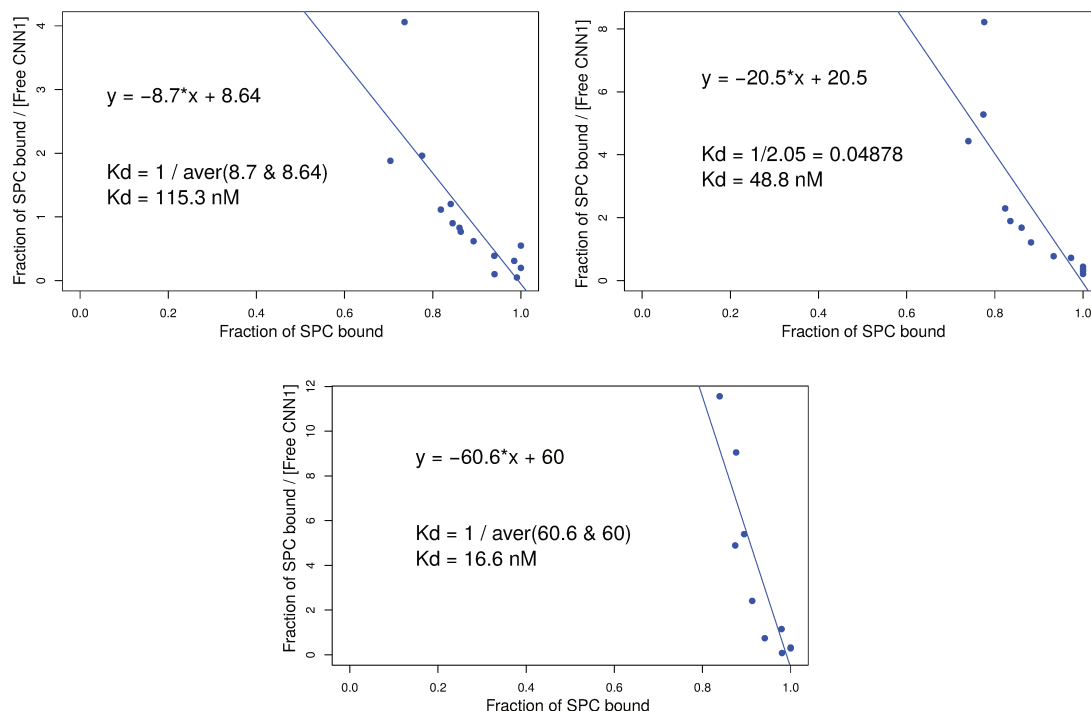 Fraction of SPC bound / [Free CNN1]
4
3
2
1
0
y = −8.7*x + 8.64
Kd = 1 / aver(8.7 & 8.64)
Kd = 115.3 nM
0.0 0.2 0.4 0.6 0.8 1.0
Fraction of SPC bound
Fraction of SPC bound / [Free CNN1]
8
6
4
2
0
y = −20.5*x + 20.5
Kd = 1/2.05 = 0.04878
Kd = 48.8 nM
0.0 0.2 0.4 0.6 0.8 1.0
Fraction of SPC bound
Fraction of SPC bound / [Free CNN1]
12
10
8
6
4
2
0
y = −60.6*x + 60
Kd = 1 / aver(60.6 & 60)
Kd = 16.6 nM
0.0 0.2 0.4 0.6 0.8 1.0
Fraction of SPC bound